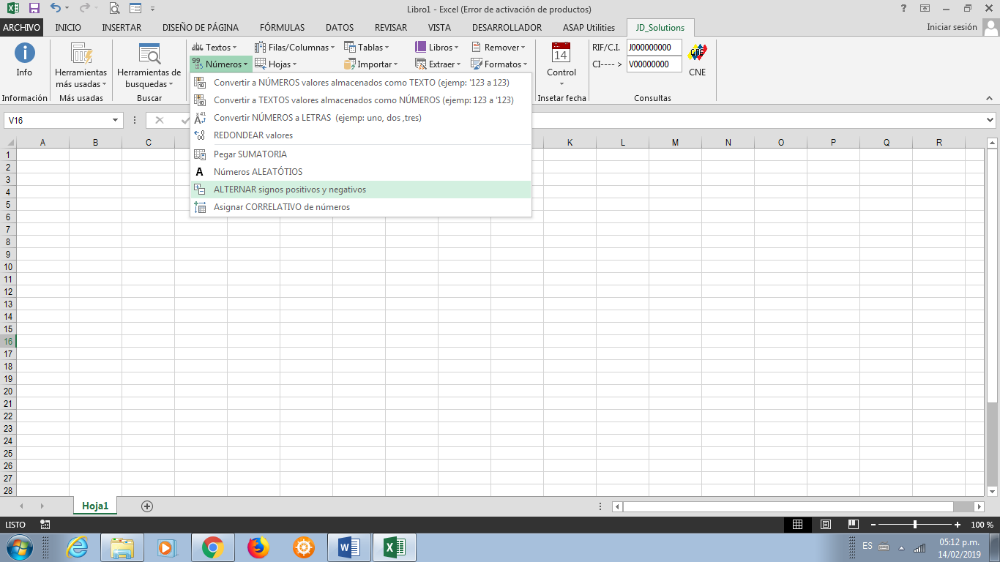 Libro1 - Excel (Error de activación de productos)
ARCHIVO INICIO INSERTAR DISEÑO DE PÁGINA FÓRMULAS DATOS REVISAR VISTA DESARROLLADOR ASAP Utilities JD_Solutions Iniciar sesión
Info
Información
Herramientas
más usadas
Más usadas
Herramientas de
busquedas
Buscar
Textos Filas/Columnas Tablas Libros Remover
Números Hojas Importar Extraer Formatos
14
Control
Insetar fecha
RIF/C.I. J000000000
CI---- > V00000000
CNE
Consultas
Convertir a NÚMEROS valores almacenados como TEXTO (ejemp: '123 a 123)
Convertir a TEXTOS valores almacenados como NÚMEROS (ejemp: 123 a '123)
Convertir NÚMEROS a LETRAS (ejemp: uno, dos ,tres)
REDONDEAR valores
Pegar SUMATORIA
Números ALEATÓTIOS
ALTERNAR signos positivos y negativos
Asignar CORRELATIVO de números
V16
A B C K L M N O P Q R
1
2
3
4
5
6
7
8
9
10
11
12
13
14
15
16
17
18
19
20
21
22
23
24
25
26
27
28
Hoja1
LISTO 100 %
ES 05:12 p.m.
14/02/2019